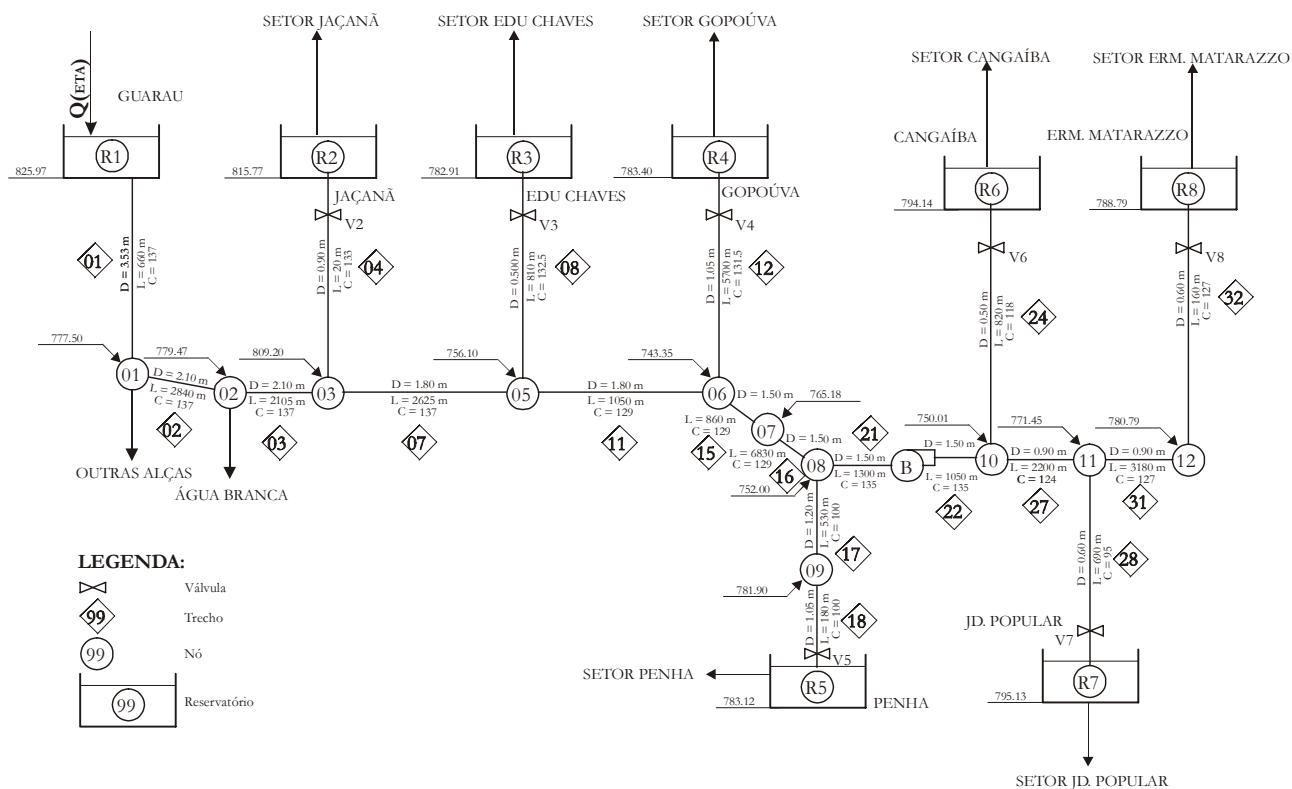 SETOR JAÇANÃ
SETOR EDU CHAVES
SETOR GOPOÚVA
SETOR CANGAÍBA
SETOR ERM. MATARAZZO
Q(ETA)
GUARAU
R1
825.97
R2
815.77
JAÇANÃ
V2
R3
782.91
EDU CHAVES
V3
R4
783.40
GOPOÚVA
V4
CANGAÍBA
R6
794.14
V6
ERM. MATARAZZO
R8
788.79
V8
01
D = 3.53 m
L = 660 m
C = 137
04
D = 0.90 m
L = 20 m
C = 133
08
D = 0.500 m
L = 810 m
C = 132.5
12
D = 1.05 m
L = 5700 m
C = 131.5
24
D = 0.50 m
L = 820 m
C = 118
32
D = 0.60 m
L = 160 m
C = 127
777.50
779.47
809.20
756.10
743.35
765.18
750.01
771.45
780.79
01
D = 2.10 m
L = 2840 m
C = 137
02
02
D = 2.10 m
L = 2105 m
C = 137
03
03
D = 1.80 m
L = 2625 m
C = 137
07
05
D = 1.80 m
L = 1050 m
C = 129
11
06
D = 1.50 m
L = 860 m
C = 129
15
07
D = 1.50 m
L = 6830 m
C = 129
16
08
D = 1.50 m
L = 1300 m
C = 135
21
B
D = 1.50 m
L = 1050 m
C = 135
22
10
D = 0.90 m
L = 2200 m
C = 124
27
11
D = 0.90 m
L = 3180 m
C = 127
31
12
OUTRAS ALÇAS
ÁGUA BRANCA
752.00
D = 1.20 m
L = 530 m
C = 100
17
09
781.90
D = 1.05 m
L = 180 m
C = 100
18
V5
SETOR PENHA
R5
783.12
PENHA
D = 0.60 m
L = 690 m
C = 95
28
JD. POPULAR
V7
R7
795.13
SETOR JD. POPULAR
LEGENDA:
Válvula
99
Trecho
99
Nó
99
Reservatório